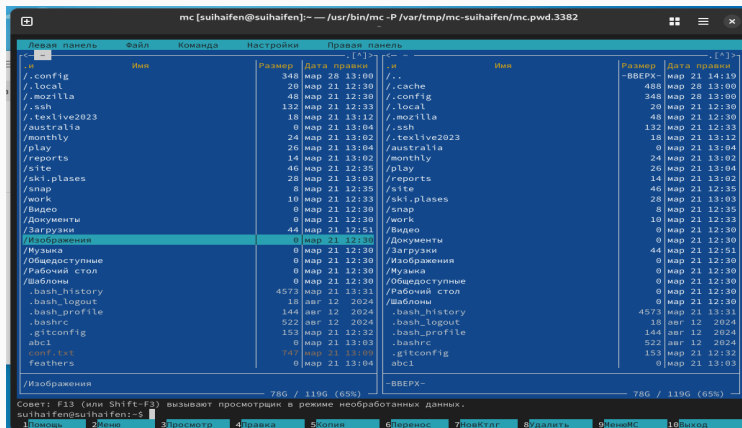 mc [suihaifen@suihaifen]:~ — /usr/bin/mc -P /var/tmp/mc-suihaifen/mc.pwd.3382
Левая панель Файл Команда Настройки Правая панель
<- ~ .[^]> <- ~ .[^]>
.и Имя Размер Дата правки .и Имя Размер Дата правки
/.config 348 мар 28 13:00 /.. -ВВЕРХ- мар 21 14:19
/.local 20 мар 21 12:30 /.cache 488 мар 28 13:00
/.mozilla 48 мар 21 12:30 /.config 348 мар 28 13:00
/.ssh 132 мар 21 12:33 /.local 20 мар 21 12:30
/.texlive2023 18 мар 21 13:12 /.mozilla 48 мар 21 12:30
/australia 0 мар 21 13:04 /.ssh 132 мар 21 12:33
/monthly 24 мар 21 13:02 /.texlive2023 18 мар 21 13:12
/play 26 мар 21 13:04 /australia 0 мар 21 13:04
/reports 14 мар 21 13:02 /monthly 24 мар 21 13:02
/site 46 мар 21 12:35 /play 26 мар 21 13:04
/ski.plases 28 мар 21 13:03 /reports 14 мар 21 13:02
/snap 8 мар 21 12:35 /site 46 мар 21 12:35
/work 10 мар 21 12:33 /ski.plases 28 мар 21 13:03
/Видео 0 мар 21 12:30 /snap 8 мар 21 12:35
/Документы 0 мар 21 12:30 /work 10 мар 21 12:33
/Загрузки 44 мар 21 12:51 /Видео 0 мар 21 12:30
/Изображения 0 мар 21 12:30 /Документы 0 мар 21 12:30
/Музыка 0 мар 21 12:30 /Загрузки 44 мар 21 12:51
/Общедоступные 0 мар 21 12:30 /Изображения 0 мар 21 12:30
/Рабочий стол 0 мар 21 12:30 /Музыка 0 мар 21 12:30
/Шаблоны 0 мар 21 12:30 /Общедоступные 0 мар 21 12:30
.bash_history 4573 мар 21 13:31 /Рабочий стол 0 мар 21 12:30
.bash_logout 18 авг 12 2024 /Шаблоны 0 мар 21 12:30
.bash_profile 144 авг 12 2024 .bash_history 4573 мар 21 13:31
.bashrc 522 авг 12 2024 .bash_logout 18 авг 12 2024
.gitconfig 153 мар 21 12:32 .bash_profile 144 авг 12 2024
abc1 0 мар 21 13:03 .bashrc 522 авг 12 2024
conf.txt 747 мар 21 13:09 .gitconfig 153 мар 21 12:32
feathers 0 мар 21 13:04 abc1 0 мар 21 13:03
/Изображения -ВВЕРХ-
78G / 119G (65%) 78G / 119G (65%)
Совет: F13 (или Shift-F3) вызывают просмотрщик в режиме необработанных данных.
suihaifen@suihaifen:~$
1Помощь 2Меню 3Просмотр 4Правка 5Копия 6Перенос 7НовКтлг 8Удалить 9МенюMC 10Выход